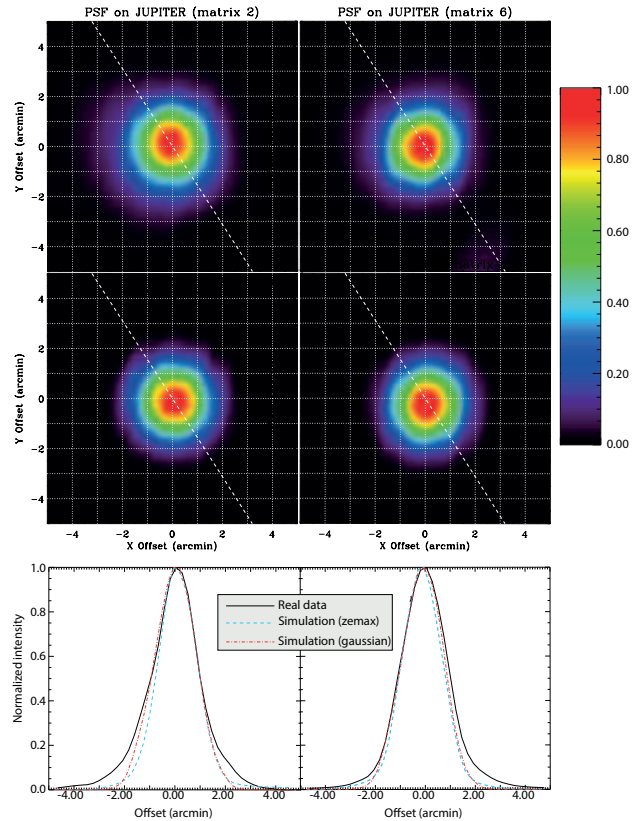 PSF on JUPITER (matrix 2)
PSF on JUPITER (matrix 6)
Y Offset (arcmin)
4
2
0
-2
-4
1.00
0.80
0.60
0.40
0.20
0.00
Y Offset (arcmin)
4
2
0
-2
-4
-4 -2 0 2 4
-4 -2 0 2 4
X Offset (arcmin)
X Offset (arcmin)
Normalized intensity
1.0
0.8
0.6
0.4
0.2
0.0
Real data
Simulation (zemax)
Simulation (gaussian)
-4.00 -2.00 0.00 2.00 4.00
-4.00 -2.00 0.00 2.00 4.00
Offset (arcmin)
Offset (arcmin)